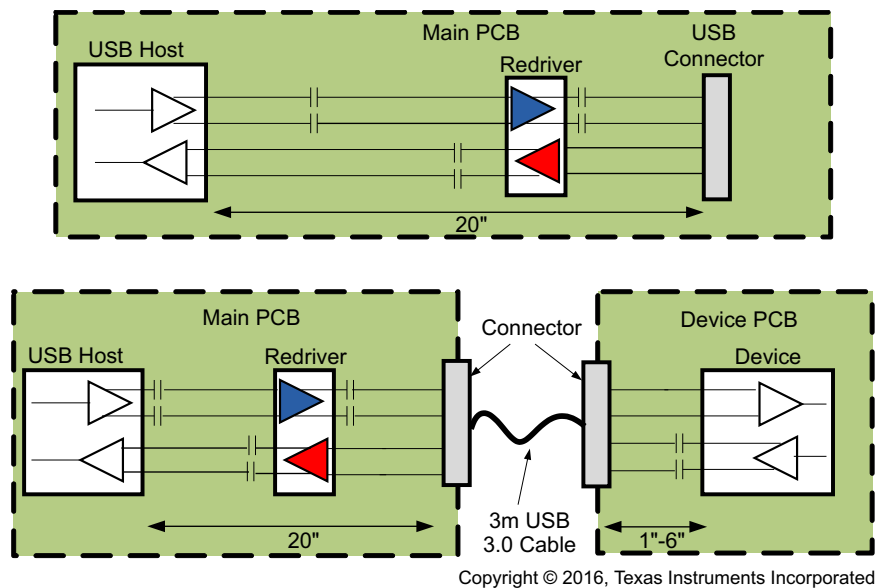 Main PCB
USB
Connector
USB Host
Redriver
20"
Main PCB
Connector
Device PCB
USB Host
Redriver
Device
20"
3m USB
3.0 Cable
1"-6"
Copyright © 2016, Texas Instruments Incorporated